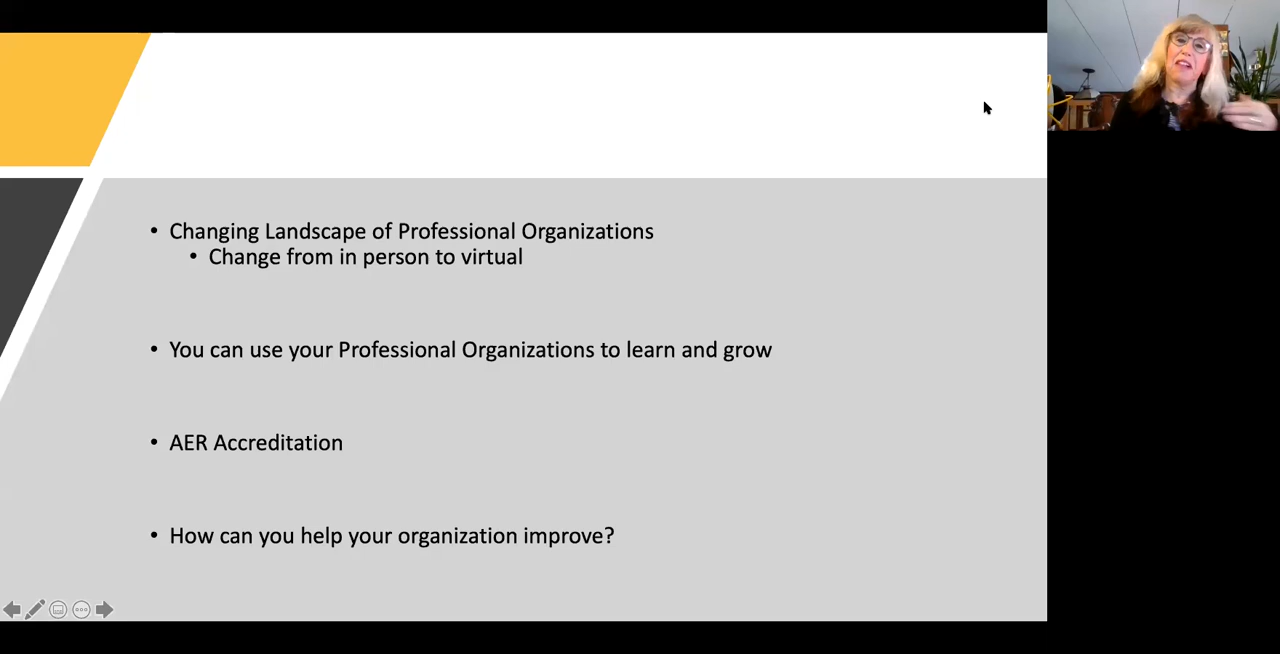 • Changing Landscape of Professional Organizations
• Change from in person to virtual
• You can use your Professional Organizations to learn and grow
• AER Accreditation
• How can you help your organization improve?